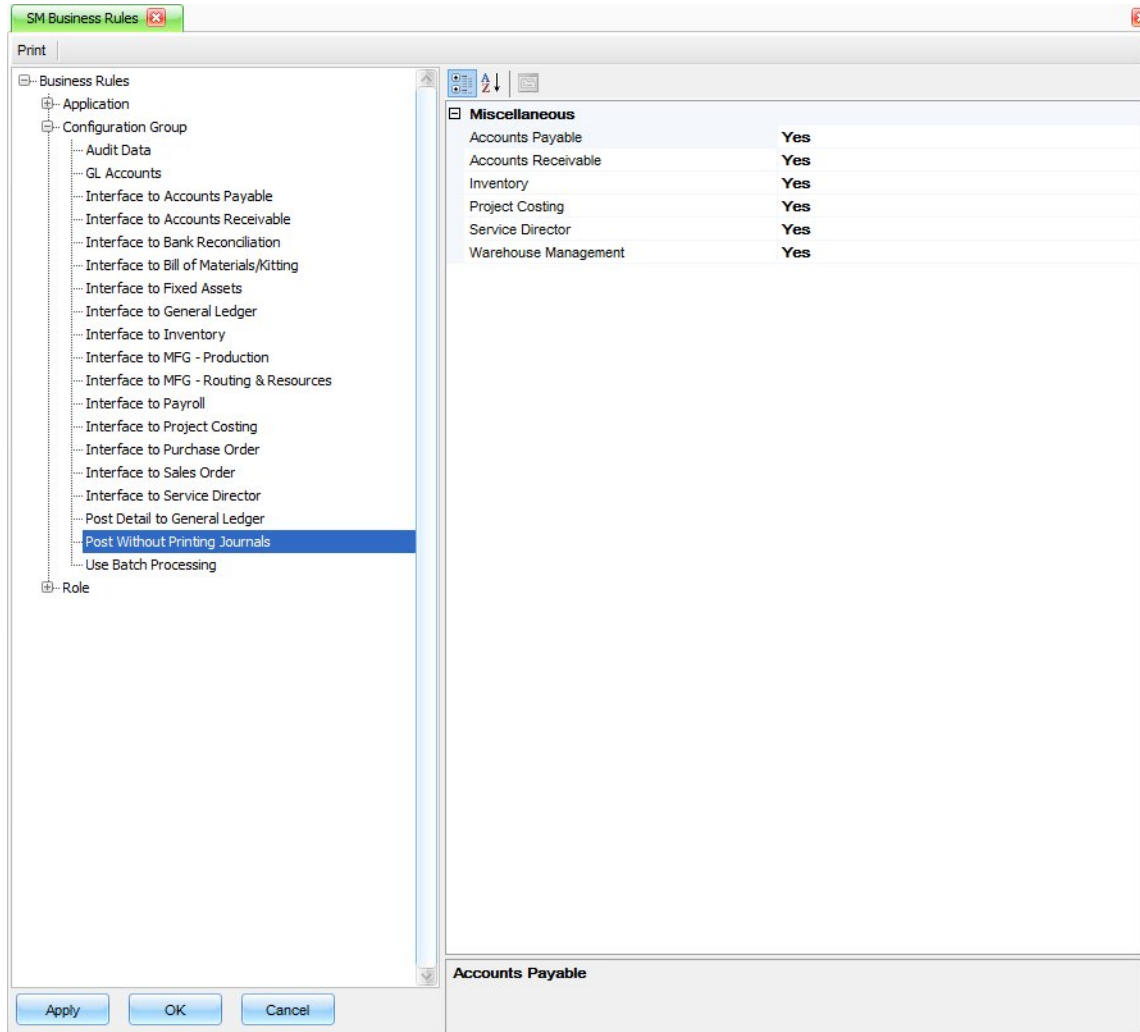 SM Business Rules
Print
Business Rules
Application
Configuration Group
Audit Data
GL Accounts
Interface to Accounts Payable
Interface to Accounts Receivable
Interface to Bank Reconciliation
Interface to Bill of Materials/Kitting
Interface to Fixed Assets
Interface to General Ledger
Interface to Inventory
Interface to MFG - Production
Interface to MFG - Routing & Resources
Interface to Payroll
Interface to Project Costing
Interface to Purchase Order
Interface to Sales Order
Interface to Service Director
Post Detail to General Ledger
Post Without Printing Journals
Use Batch Processing
Role
Apply OK Cancel
A Z
Miscellaneous
Accounts Payable Yes
Accounts Receivable Yes
Inventory Yes
Project Costing Yes
Service Director Yes
Warehouse Management Yes
Accounts Payable